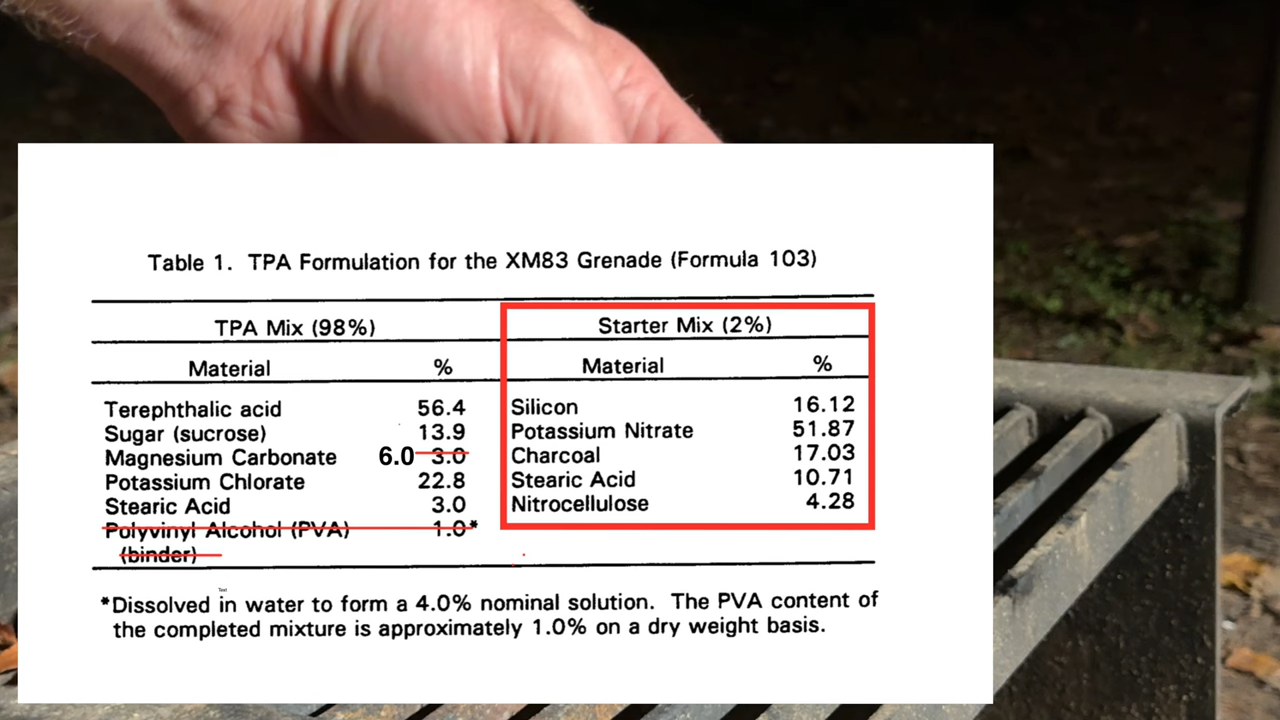 Table 1. TPA Formulation for the XM83 Grenade (Formula 103)
TPA Mix (98%)
Material %
Terephthalic acid 56.4
Sugar (sucrose) 13.9
Magnesium Carbonate 6.0 3.0
Potassium Chlorate 22.8
Stearic Acid 3.0
Polyvinyl Alcohol (PVA) 1.0*
(binder)
Starter Mix (2%)
Material %
Silicon 16.12
Potassium Nitrate 51.87
Charcoal 17.03
Stearic Acid 10.71
Nitrocellulose 4.28
*Dissolved in water to form a 4.0% nominal solution. The PVA content of
the completed mixture is approximately 1.0% on a dry weight basis.